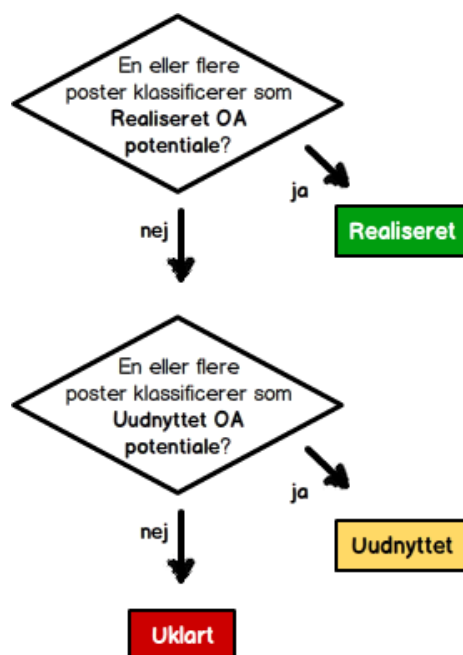 En eller flere
poster klassificerer som
Realiseret OA
potentiale?
ja
nej
Realiseret
En eller flere
poster klassificerer som
Uudnyttet OA
potentiale?
ja
nej
Uudnyttet
Uklart